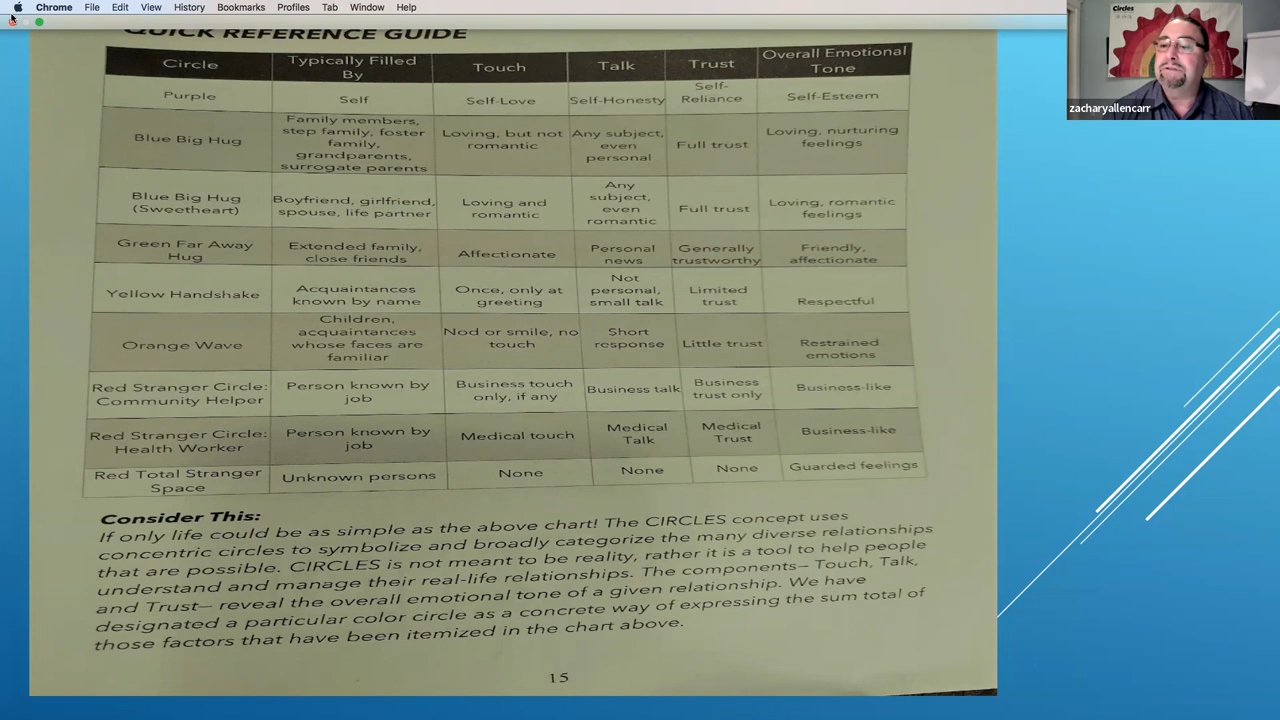 Chrome File Edit View History Bookmarks Profiles Tab Window Help
Circles
zacharyallencarr
QUICK REFERENCE GUIDE
Circle
Typically Filled
By
Touch
Talk
Trust
Overall Emotional
Tone
Purple
Self
Self-Love
Self-Honesty
Self-
Reliance
Self-Esteem
Blue Big Hug
Family members,
step family, foster
family,
grandparents,
surrogate parents
Loving, but not
romantic
Any subject,
even
personal
Full trust
Loving, nurturing
feelings
Blue Big Hug
(Sweetheart)
Boyfriend, girlfriend,
spouse, life partner
Loving and
romantic
Any
subject,
even
romantic
Full trust
Loving, romantic
feelings
Green Far Away
Hug
Extended family,
close friends
Affectionate
Personal
news
Generally
trustworthy
Friendly,
affectionate
Yellow Handshake
Acquaintances
known by name
Once, only at
greeting
Not
personal,
small talk
Limited
trust
Respectful
Orange Wave
Children,
acquaintances
whose faces are
familiar
Nod or smile, no
touch
Short
response
Little trust
Restrained
emotions
Red Stranger Circle:
Community Helper
Person known by
job
Business touch
only, if any
Business talk
Business
trust only
Business-like
Red Stranger Circle:
Health Worker
Person known by
job
Medical touch
Medical
Talk
Medical
Trust
Business-like
Red Total Stranger
Space
Unknown persons
None
None
None
Guarded feelings
Consider This:
If only life could be as simple as the above chart! The CIRCLES concept uses
concentric circles to symbolize and broadly categorize the many diverse relationships
that are possible. CIRCLES is not meant to be reality, rather it is a tool to help people
understand and manage their real-life relationships. The components— Touch, Talk,
and Trust— reveal the overall emotional tone of a given relationship. We have
designated a particular color circle as a concrete way of expressing the sum total of
those factors that have been itemized in the chart above.
15